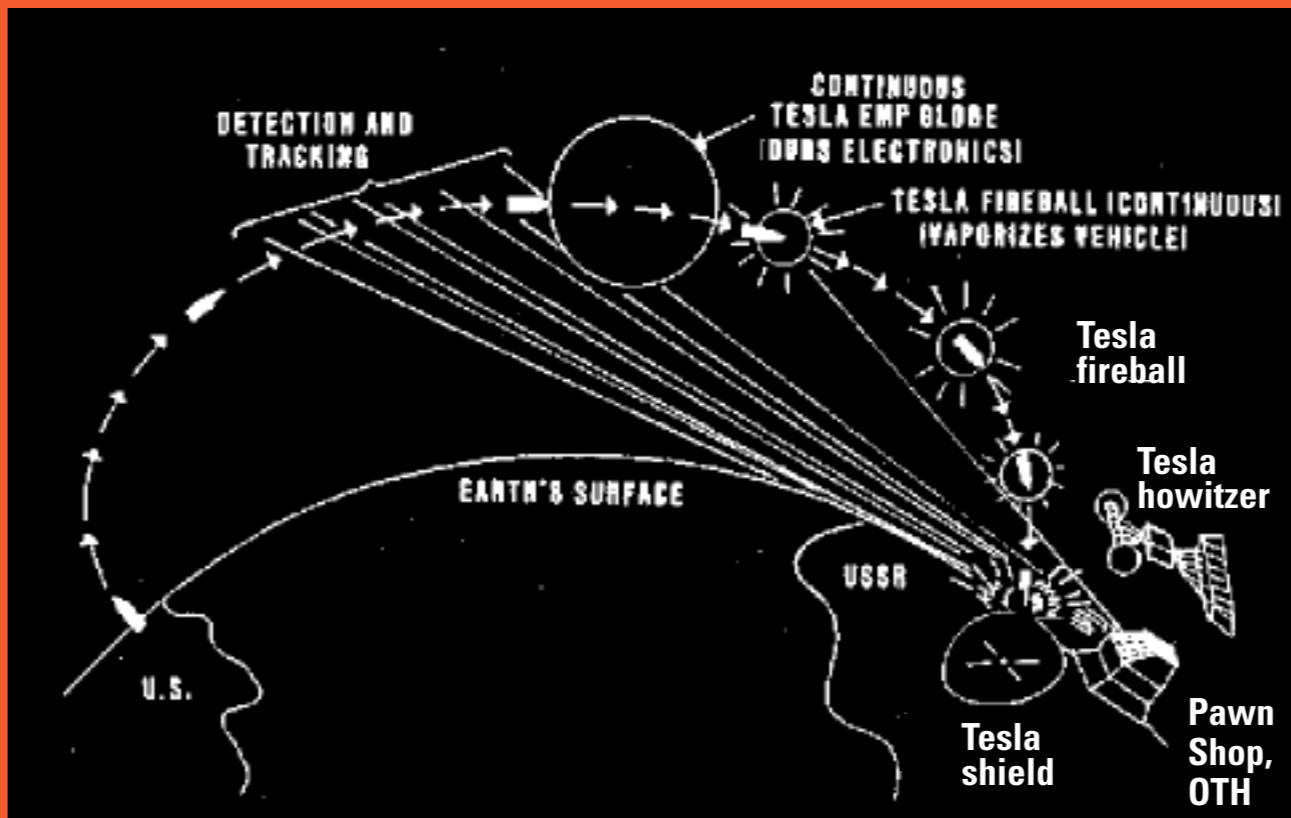 CONTINUOUS
TESLA EMP GLOBE
(DUDS ELECTRONICS)
DETECTION AND
TRACKING
TESLA FIREBALL (CONTINUOUS)
(VAPORIZES VEHICLE)
Tesla
fireball
Tesla
howitzer
EARTH'S SURFACE
USSR
U.S.
Tesla
shield
Pawn
Shop,
OTH